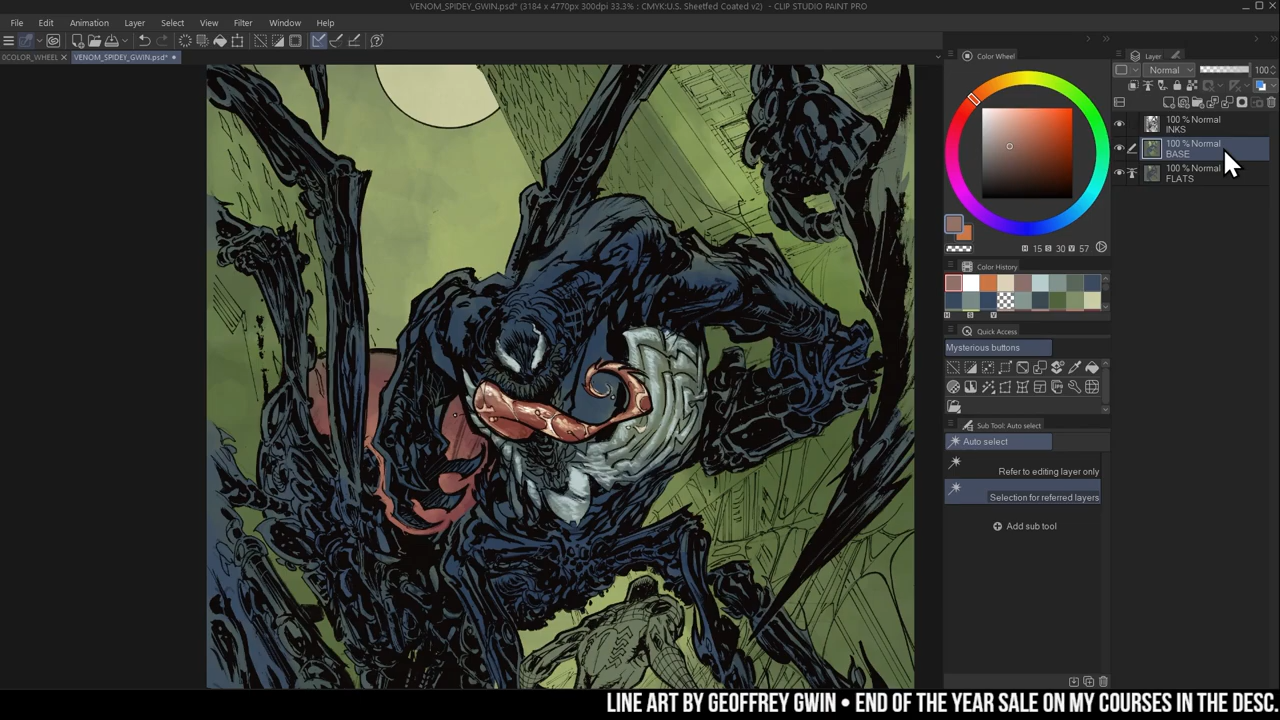 VENOM_SPIDEY_GWIN.psd* (3184 x 4770px 300dpi 33.3% : CMYK:U.S. Sheetfed Coated v2) - CLIP STUDIO PAINT PRO
File Edit Animation Layer Select View Filter Window Help
0COLOR_WHEEL VENOM_SPIDEY_GWIN.psd*
Color Wheel
H 15 S 30 V 57
Color History
H S V
Quick Access
Mysterious buttons
Sub Tool: Auto select
Auto select
Refer to editing layer only
Selection for referred layers
Add sub tool
Layer
Normal 100
100 % Normal
INKS
100 % Normal
BASE
100 % Normal
FLATS
LINE ART BY GEOFFREY GWIN • END OF THE YEAR SALE ON MY COURSES IN THE DESC.